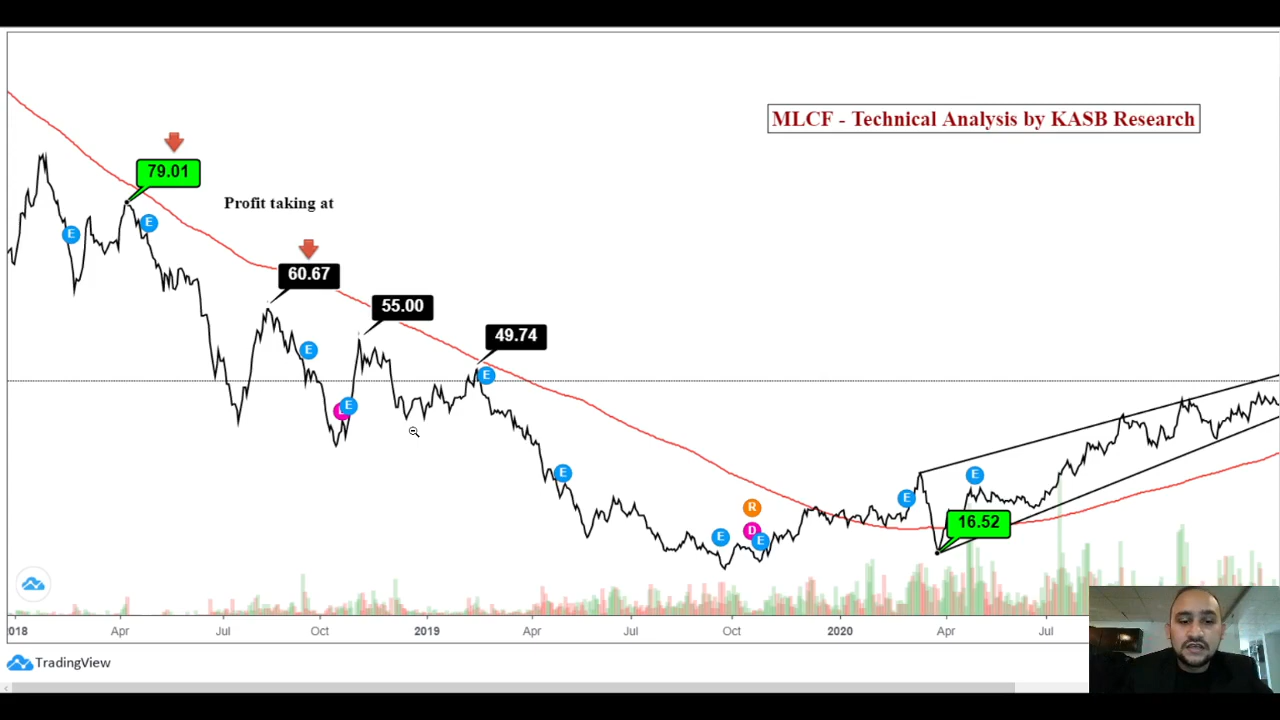 MLCF - Technical Analysis by KASB Research
79.01
Profit taking at
60.67
55.00
49.74
E
E
E
E
E
E
E
R
D
E
E
E
16.52
018
Apr
Jul
Oct
2019
Apr
Jul
Oct
2020
Apr
Jul
TradingView